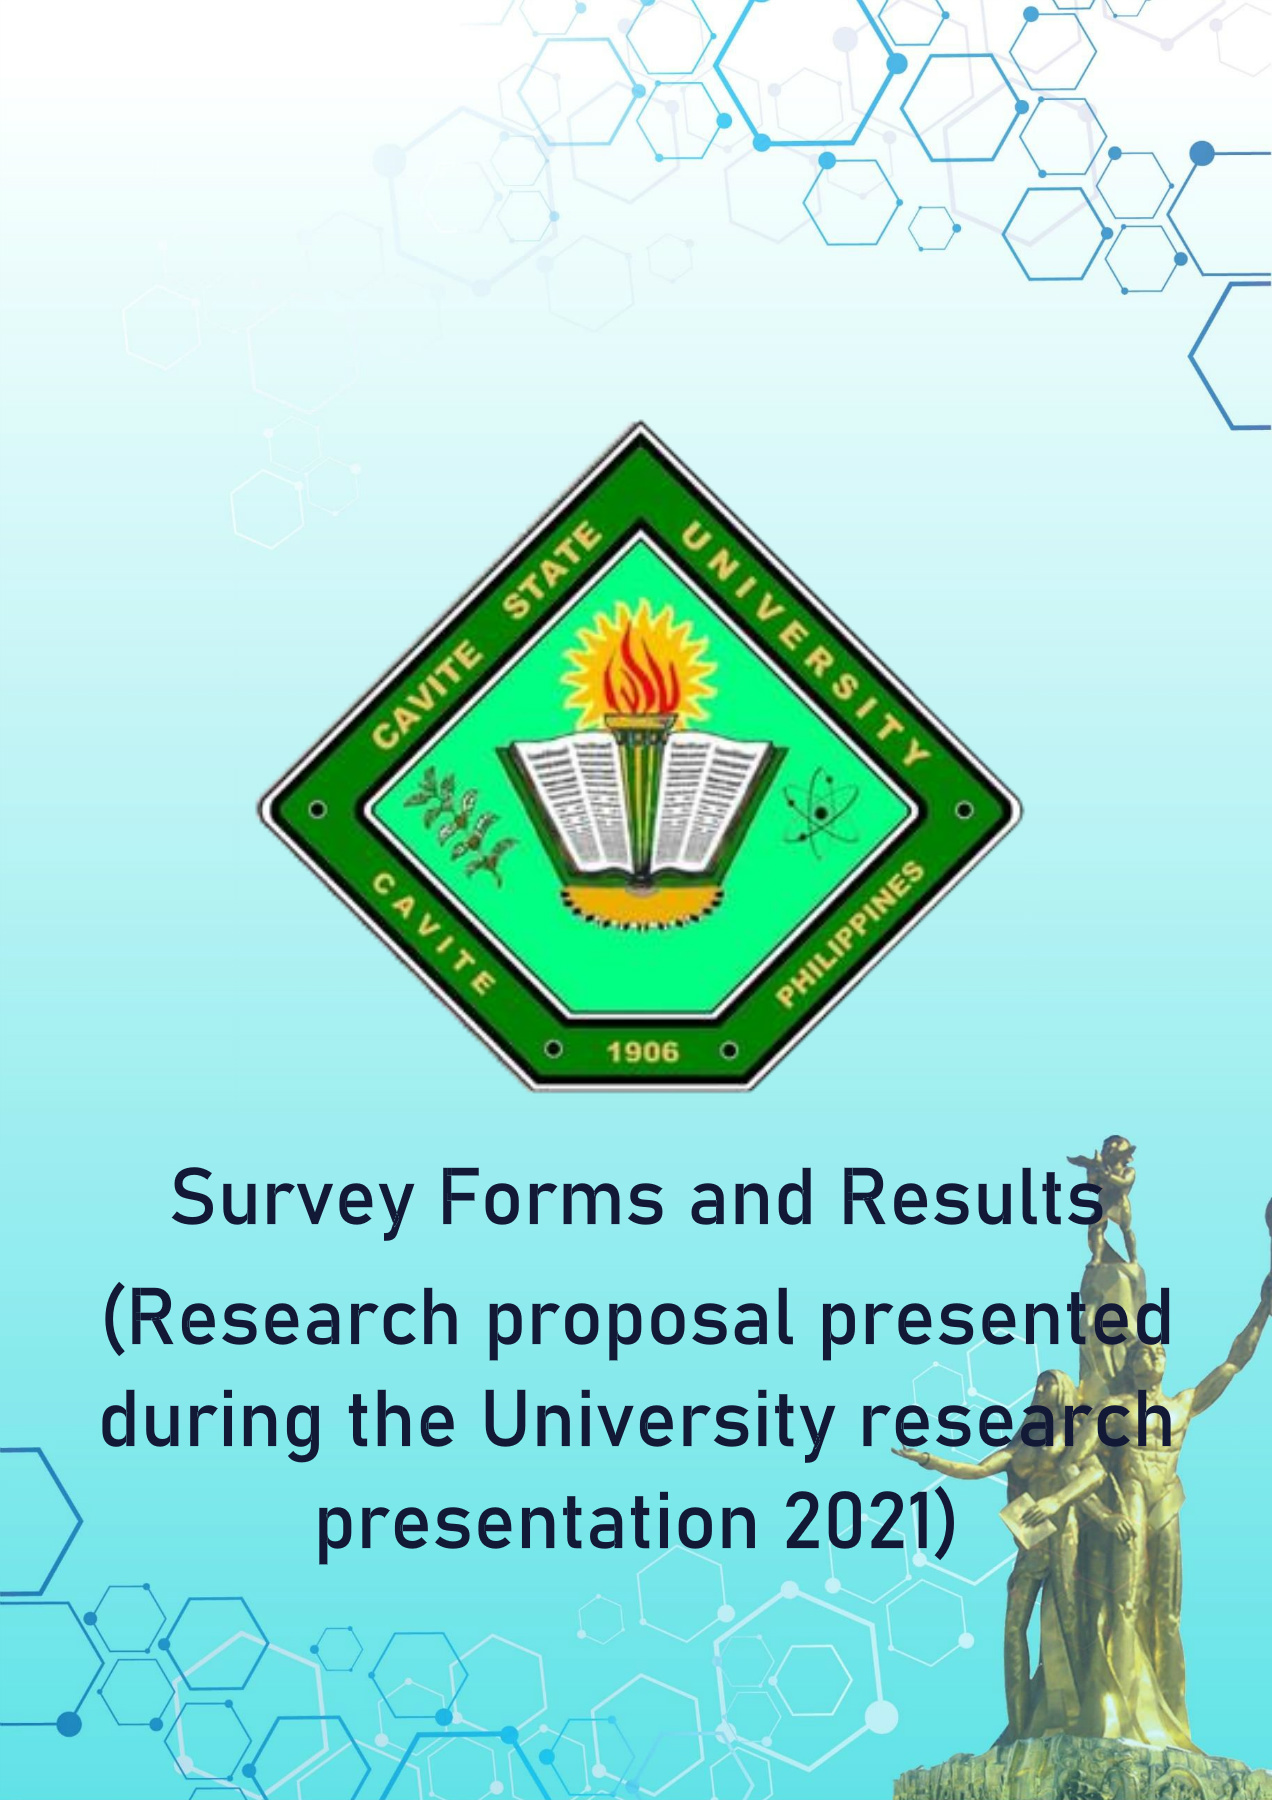 CAVITE STATE UNIVERSITY
CAVITE
PHILIPPINES
1906
Survey Forms and Results
(Research proposal presented
during the University research
presentation 2021)